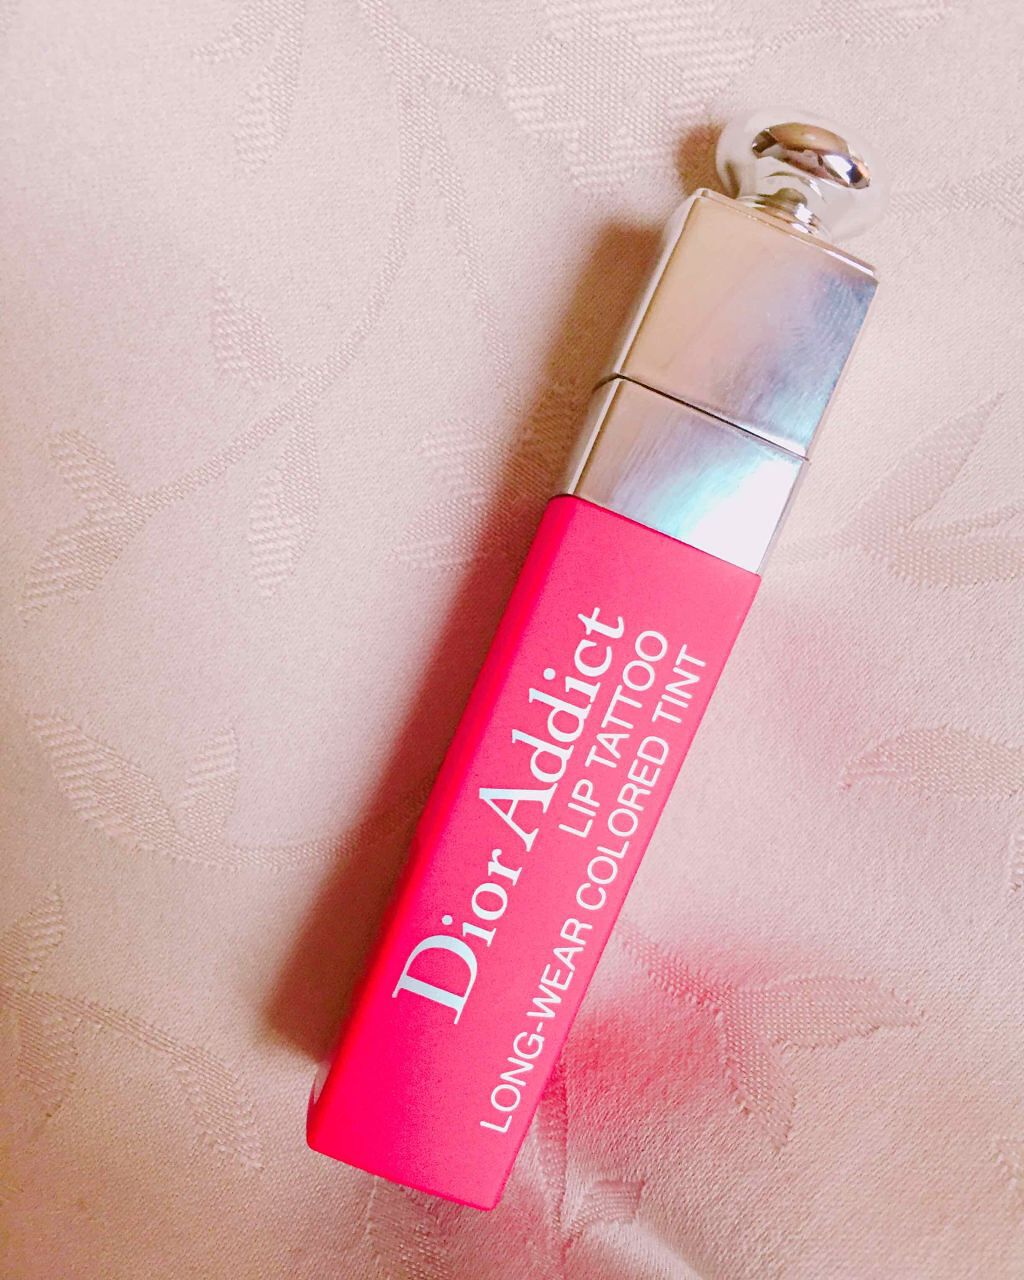 Dior Addict
LIP TATTOO
LONG-WEAR COLORED TINT